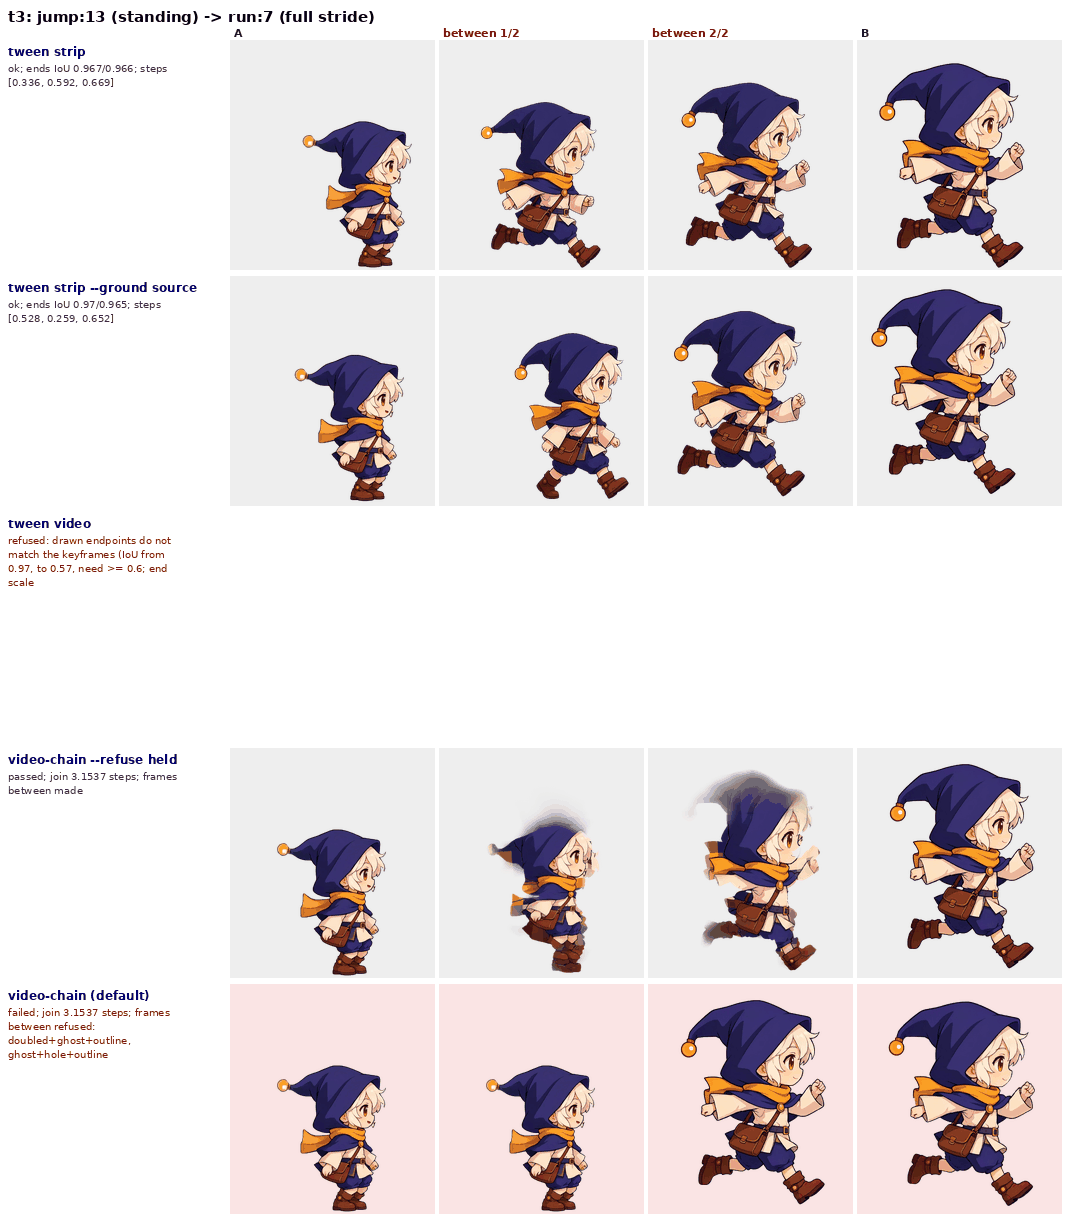 t3: jump:13 (standing) -> run:7 (full stride)
A
between 1/2
between 2/2
B
tween strip
ok; ends IoU 0.967/0.966; steps
[0.336, 0.592, 0.669]
tween strip --ground source
ok; ends IoU 0.97/0.965; steps
[0.528, 0.259, 0.652]
tween video
refused: drawn endpoints do not
match the keyframes (IoU from
0.97, to 0.57, need >= 0.6; end
scale
video-chain --refuse held
passed; join 3.1537 steps; frames
between made
video-chain (default)
failed; join 3.1537 steps; frames
between refused:
doubled+ghost+outline,
ghost+hole+outline